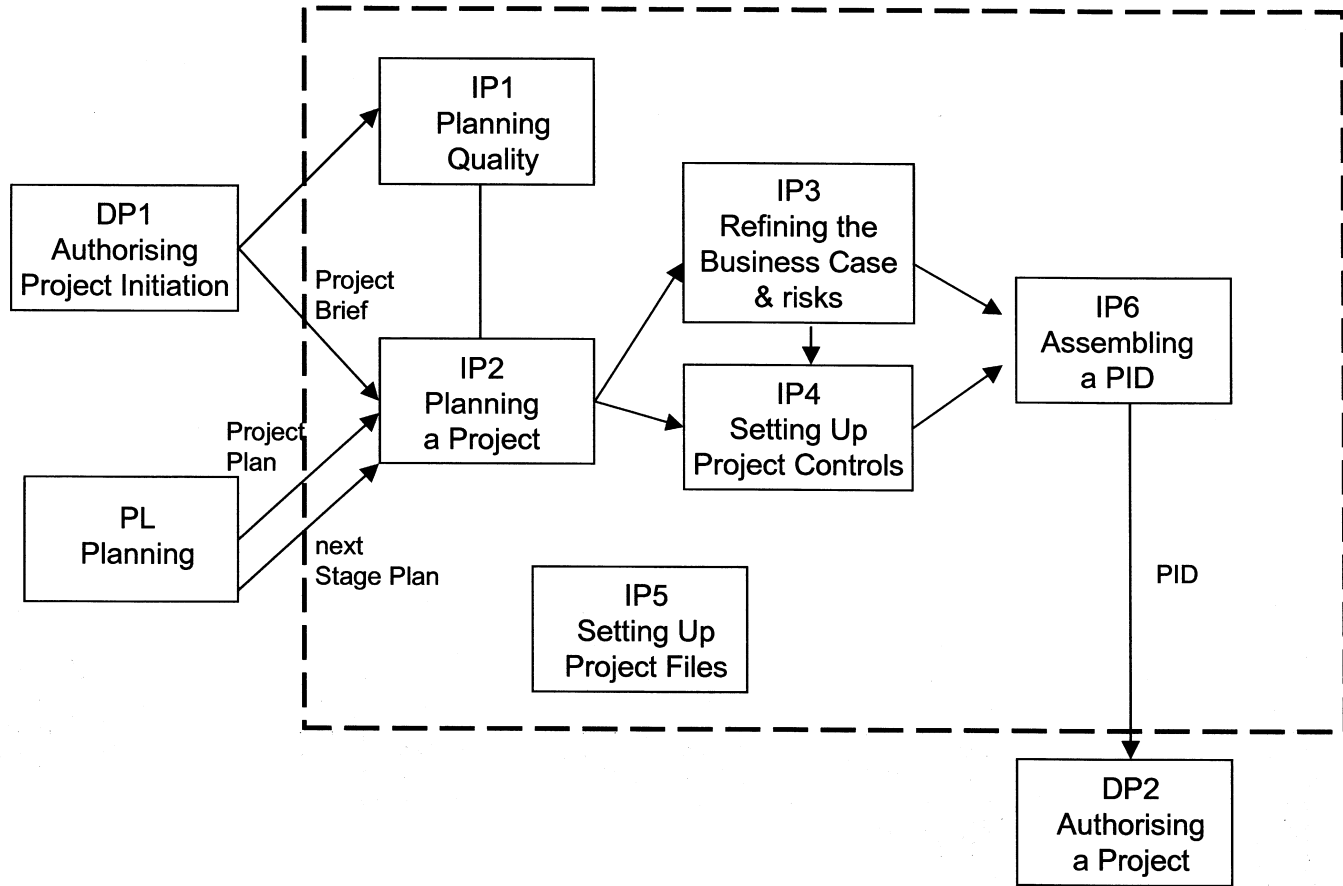 IP1
Planning
Quality
DP1
Authorising
Project Initiation
Project
Brief
IP3
Refining the
Business Case
& risks
IP6
Assembling
a PID
IP2
Planning
a Project
IP4
Setting Up
Project Controls
Project
Plan
PL
Planning
next
Stage Plan
IP5
Setting Up
Project Files
PID
DP2
Authorising
a Project